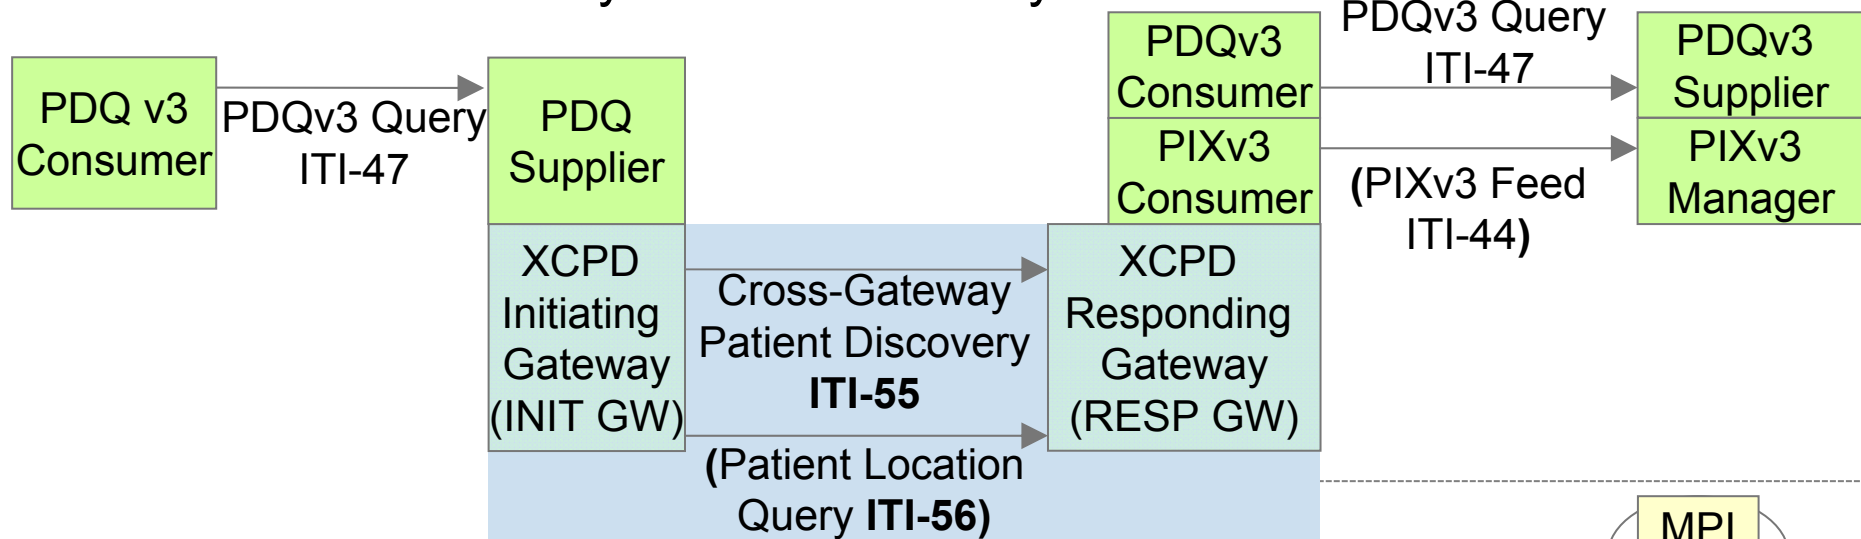 PDQ v3
Consumer
PDQv3 Query
ITI-47
PDQ
Supplier
XCPD
Initiating
Gateway
(INIT GW)
Cross-Gateway
Patient Discovery
ITI-55
(Patient Location
Query ITI-56)
PDQv3
Consumer
PIXv3
Consumer
XCPD
Responding
Gateway
(RESP GW)
PDQv3 Query
ITI-47
(PIXv3 Feed
ITI-44)
PDQv3
Supplier
PIXv3
Manager
MPI